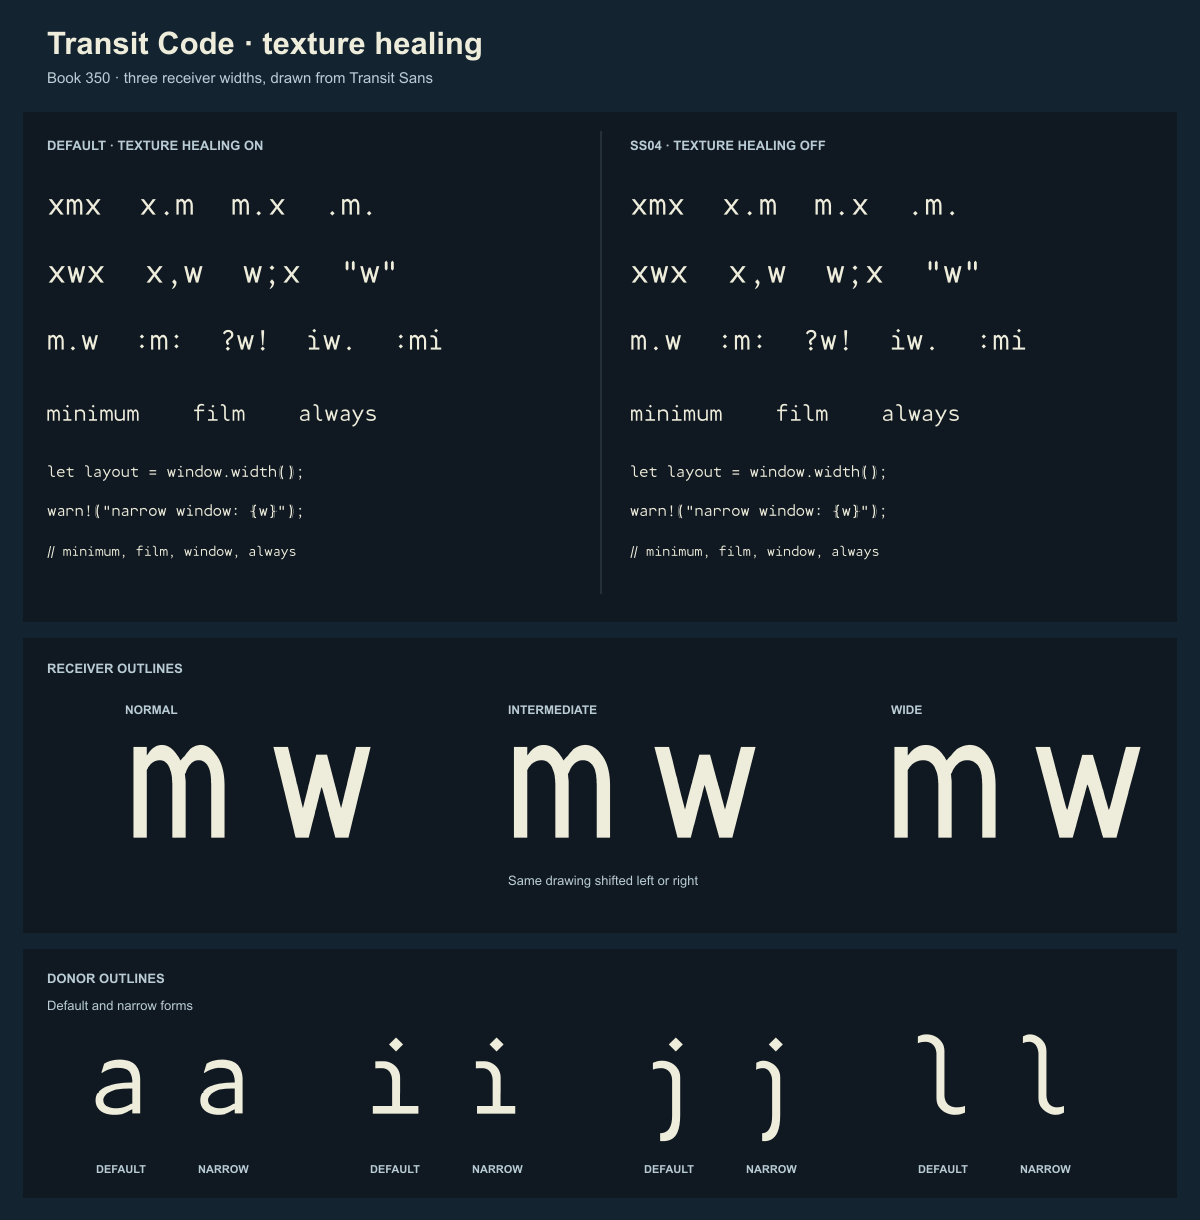 Transit Code · texture healing
Book 350 · three receiver widths, drawn from Transit Sans
DEFAULT · TEXTURE HEALING ON
xmx x.m m.x .m.
xwx x,w w;x "w"
m.w :m: ?w! iw. :mi
minimum film always
let layout = window.width();
warn!("narrow window: {w}");
// minimum, film, window, always
SS04 · TEXTURE HEALING OFF
xmx x.m m.x .m.
xwx x,w w;x "w"
m.w :m: ?w! iw. :mi
minimum film always
let layout = window.width();
warn!("narrow window: {w}");
// minimum, film, window, always
RECEIVER OUTLINES
NORMAL INTERMEDIATE WIDE
m w m w m w
Same drawing shifted left or right
DONOR OUTLINES
Default and narrow forms
a a i i j j l l
DEFAULT NARROW DEFAULT NARROW DEFAULT NARROW DEFAULT NARROW